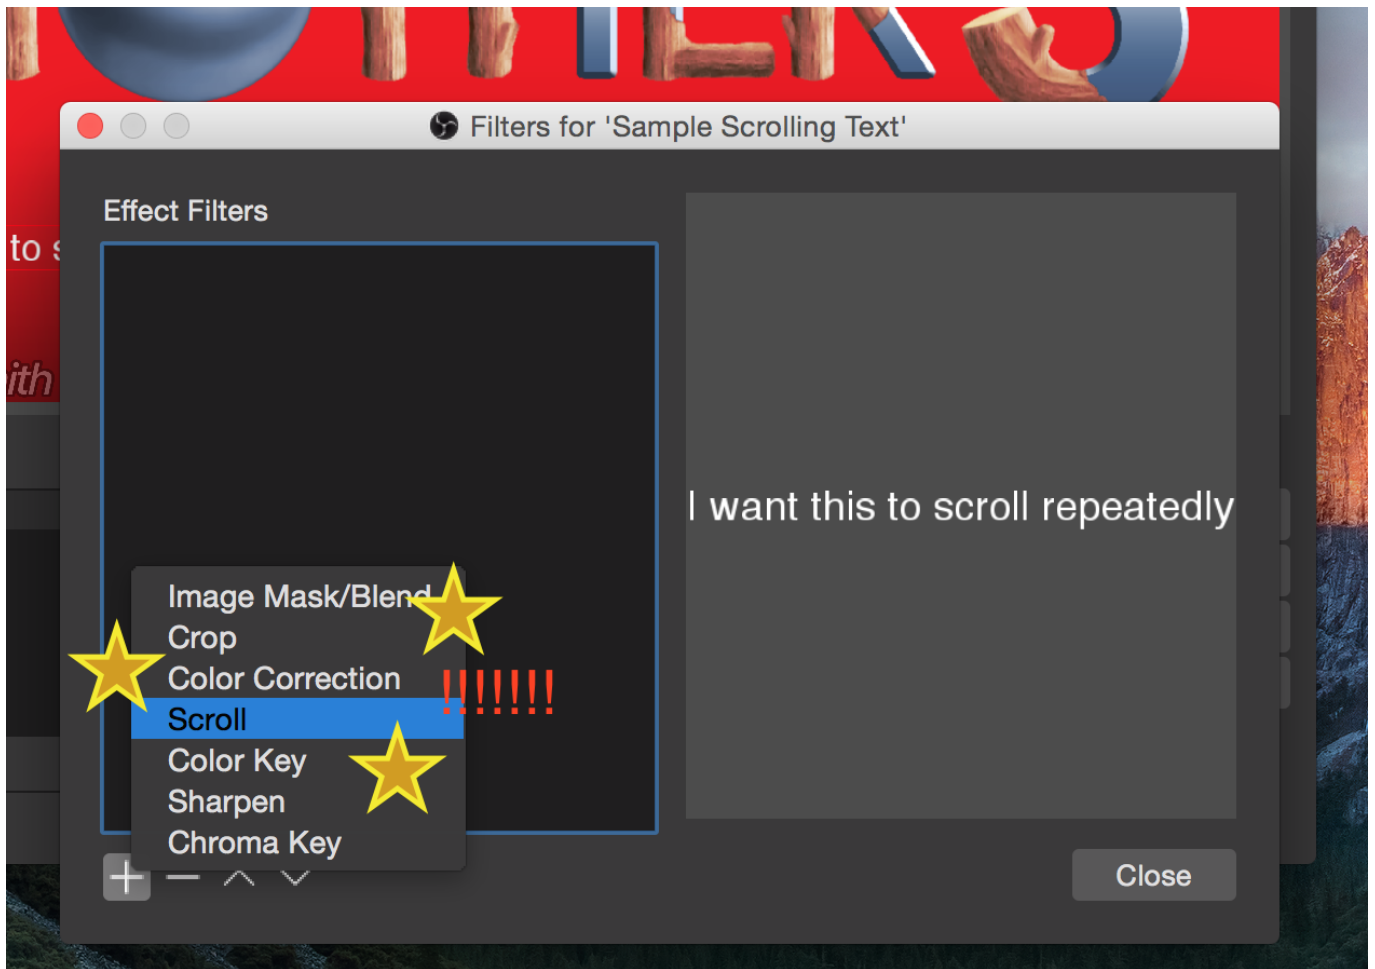 Filters for 'Sample Scrolling Text'
Effect Filters
to s
ith
I want this to scroll repeatedly
Image Mask/Blend
Crop
Color Correction
!!!!!!!
Scroll
Color Key
Sharpen
Chroma Key
Close